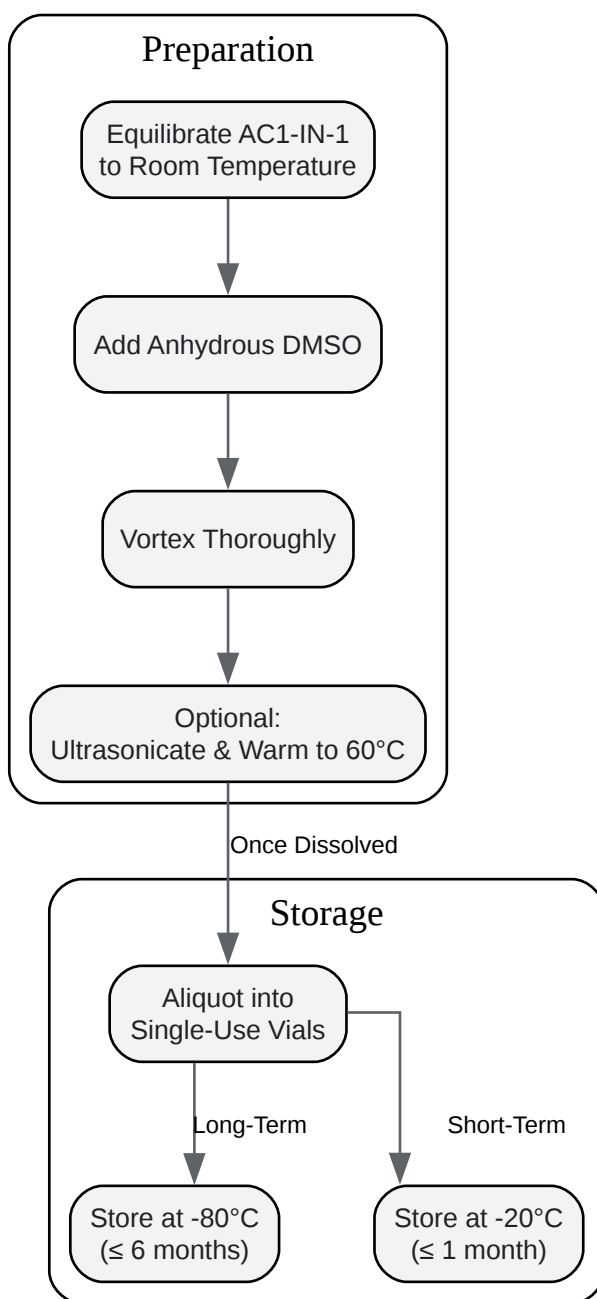 Preparation
Equilibrate AC1-IN-1
to Room Temperature
Add Anhydrous DMSO
Vortex Thoroughly
Optional:
Ultrasonicate & Warm to 60°C
Once Dissolved
Storage
Aliquot into
Single-Use Vials
Long-Term
Short-Term
Store at -80°C
(≤ 6 months)
Store at -20°C
(≤ 1 month)